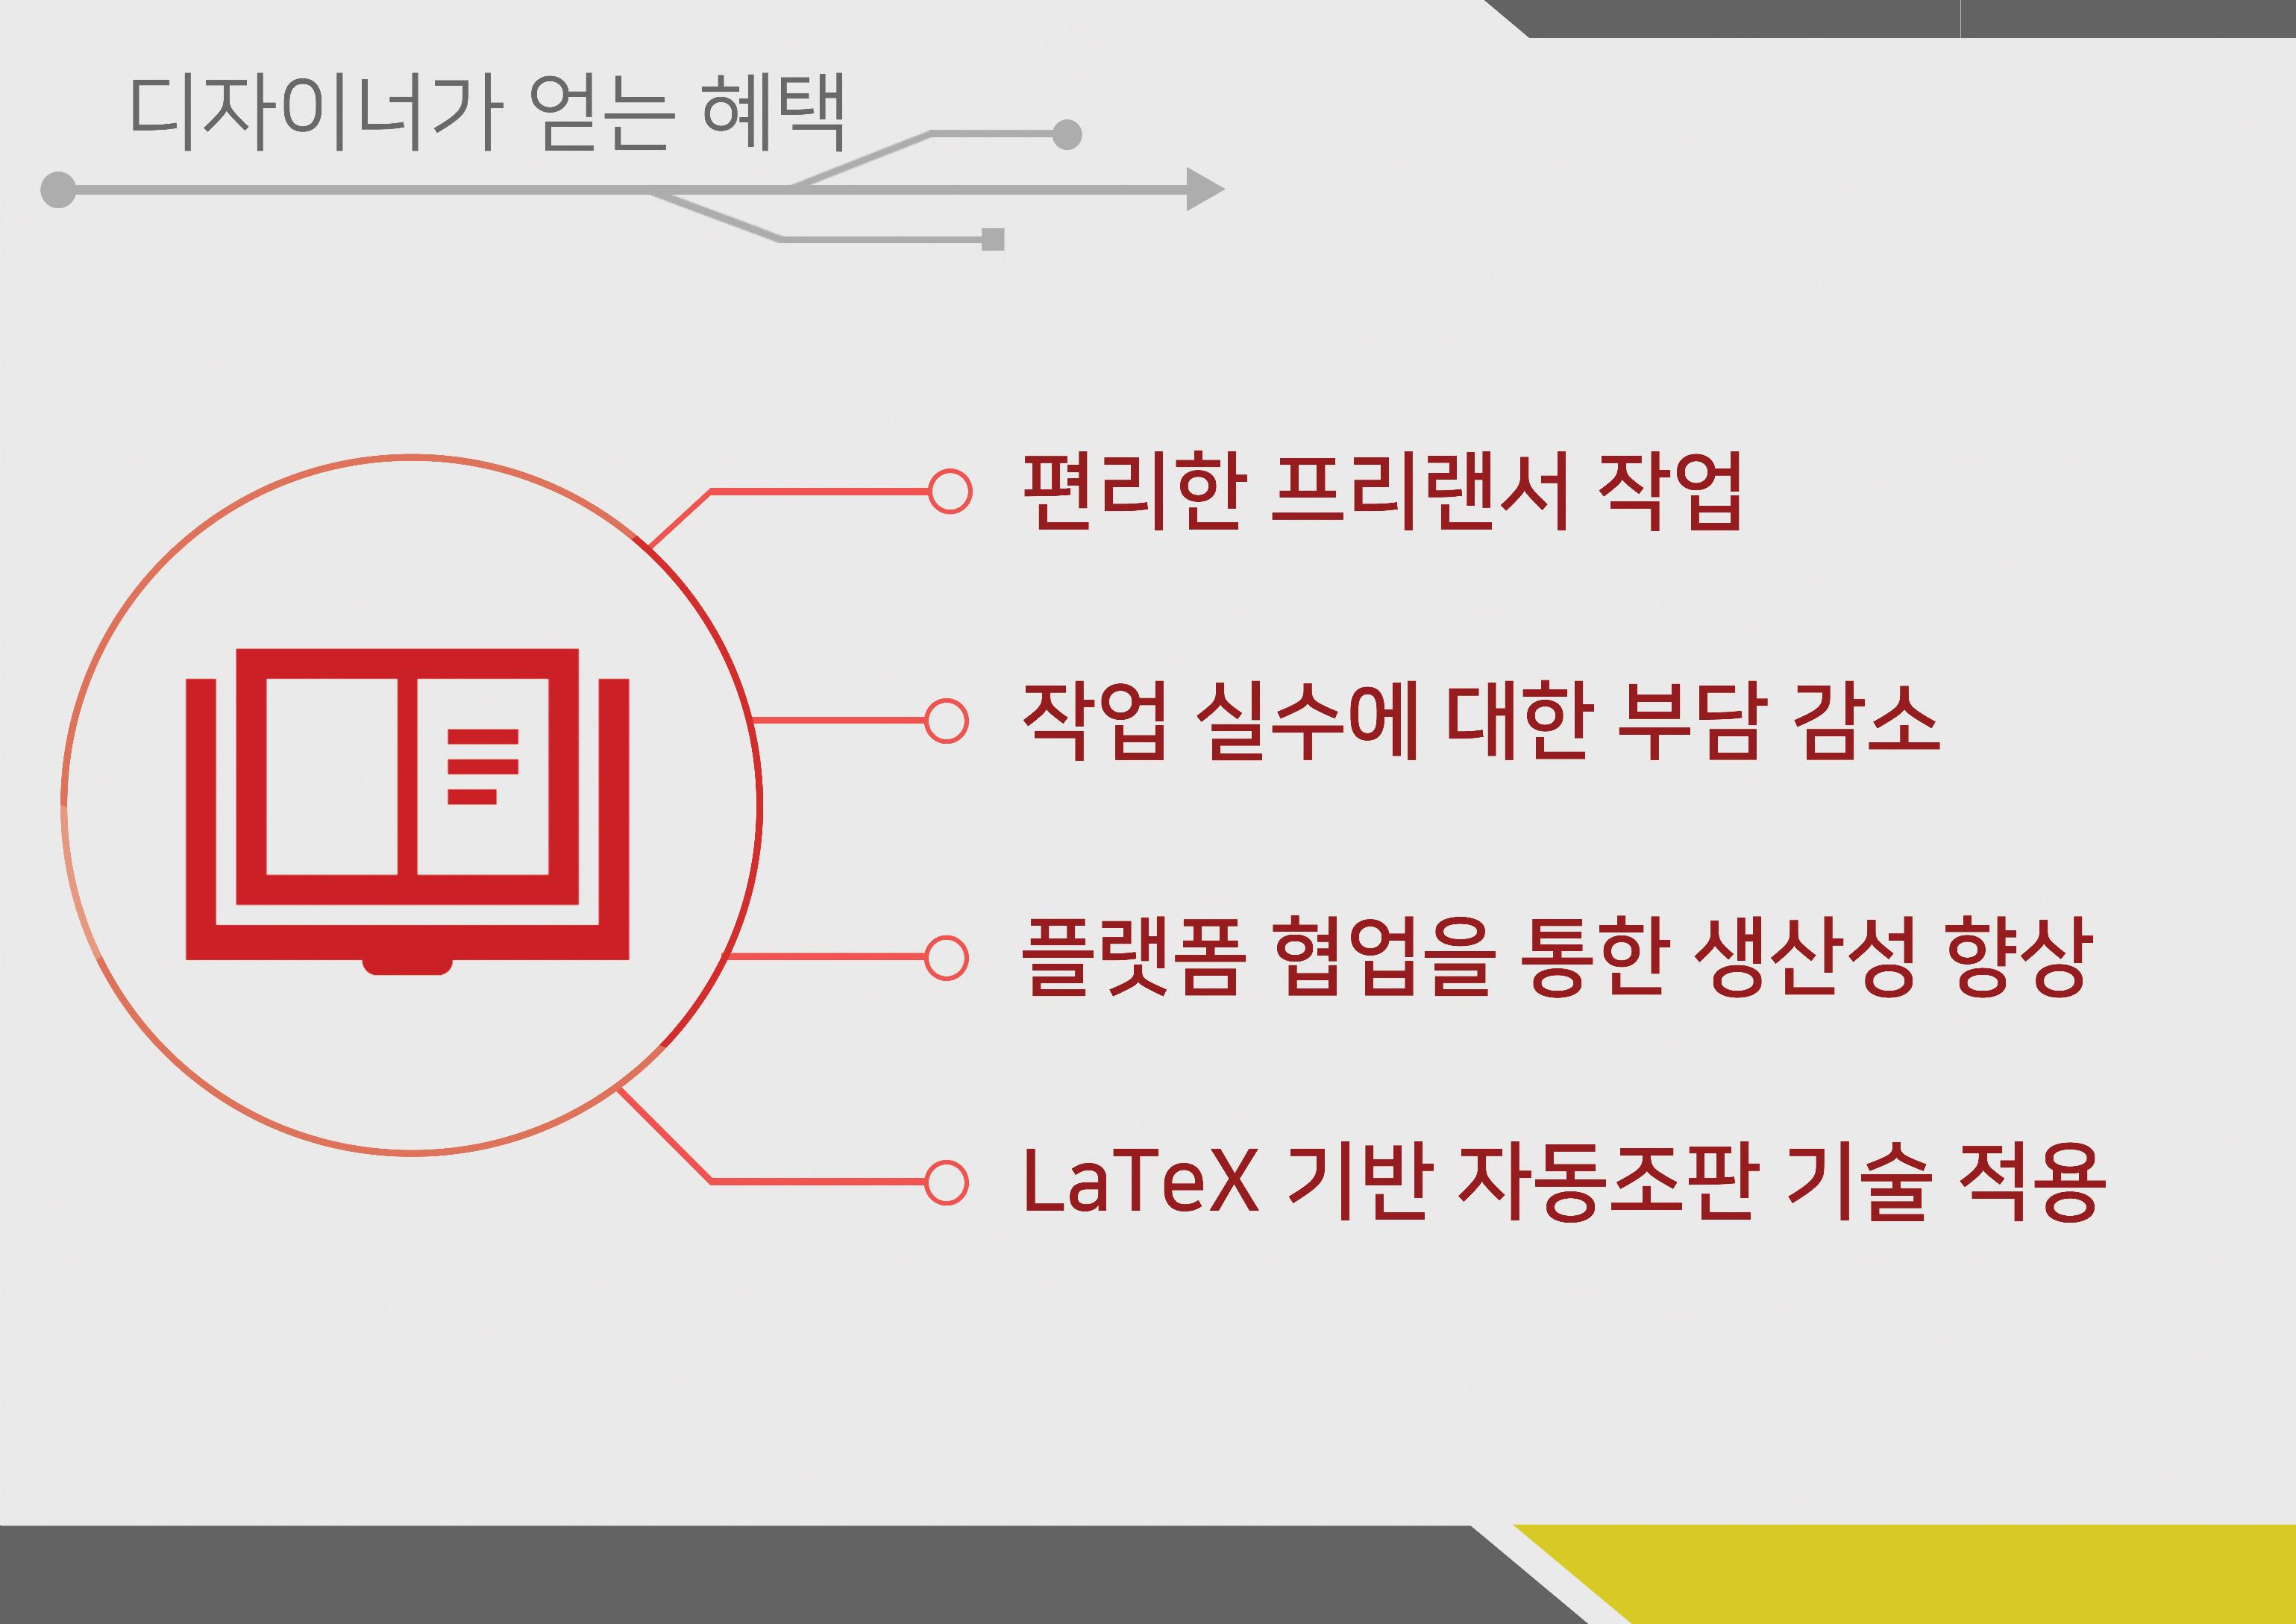 디자이너가 얻는 혜택
편리한 프리랜서 작업
작업 실수에 대한 부담 감소
플랫폼 협업을 통한 생산성 향상
LaTeX 기반 자동조판 기술 적용